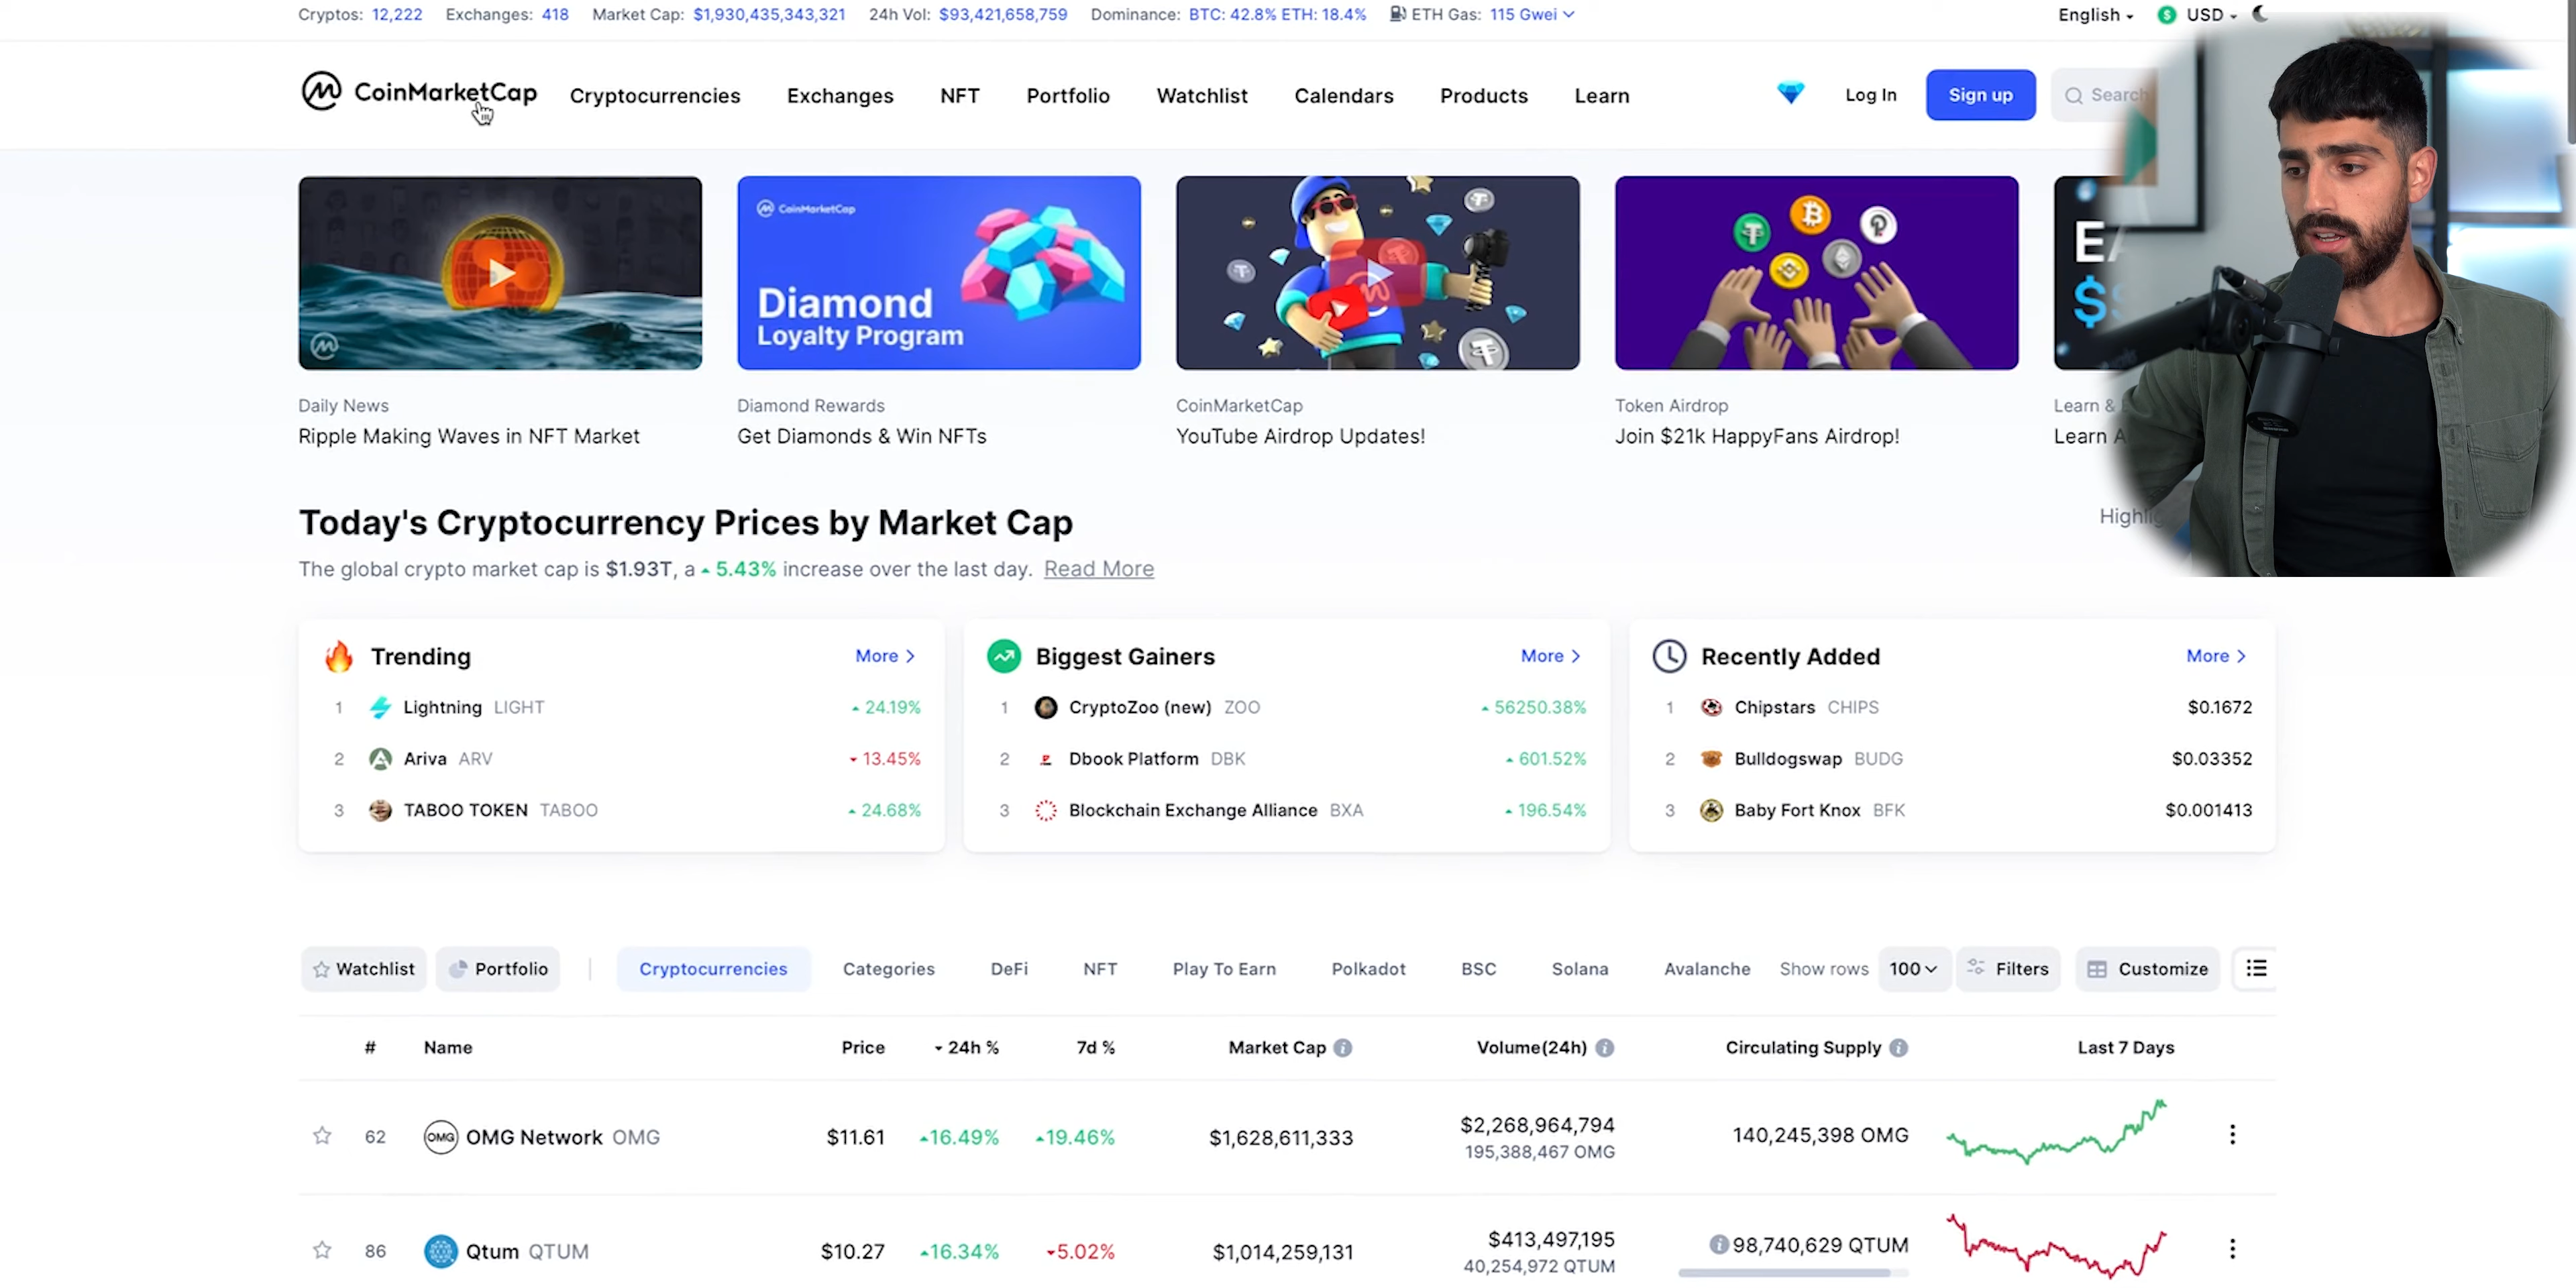 Cryptos: 12,222 Exchanges: 418 Market Cap: $1,930,435,343,321 24h Vol: $93,421,658,759 Dominance: BTC: 42.8% ETH: 18.4% ETH Gas: 115 Gwei English USD
CoinMarketCap Cryptocurrencies Exchanges NFT Portfolio Watchlist Calendars Products Learn Log In Sign up Search
CoinMarketCap
Diamond
Loyalty Program
Daily News Diamond Rewards CoinMarketCap Token Airdrop Learn &
Ripple Making Waves in NFT Market Get Diamonds & Win NFTs YouTube Airdrop Updates! Join $21k HappyFans Airdrop! Learn
Today's Cryptocurrency Prices by Market Cap
The global crypto market cap is $1.93T, a 5.43% increase over the last day. Read More
Trending More
1 Lightning LIGHT 24.19%
2 Ariva ARV 13.45%
3 TABOO TOKEN TABOO 24.68%
Biggest Gainers More
1 CryptoZoo (new) ZOO 56250.38%
2 Dbook Platform DBK 601.52%
3 Blockchain Exchange Alliance BXA 196.54%
Recently Added More
1 Chipstars CHIPS $0.1672
2 Bulldogswap BUDG $0.03352
3 Baby Fort Knox BFK $0.001413
Watchlist Portfolio Cryptocurrencies Categories DeFi NFT Play To Earn Polkadot BSC Solana Avalanche Show rows 100 Filters Customize
# Name Price 24h % 7d % Market Cap Volume(24h) Circulating Supply Last 7 Days
62 OMG OMG Network OMG $11.61 16.49% 19.46% $1,628,611,333 $2,268,964,794 140,245,398 OMG
195,388,467 OMG
86 Qtum QTUM $10.27 16.34% 5.02% $1,014,259,131 $413,497,195 98,740,629 QTUM
40,254,972 QTUM